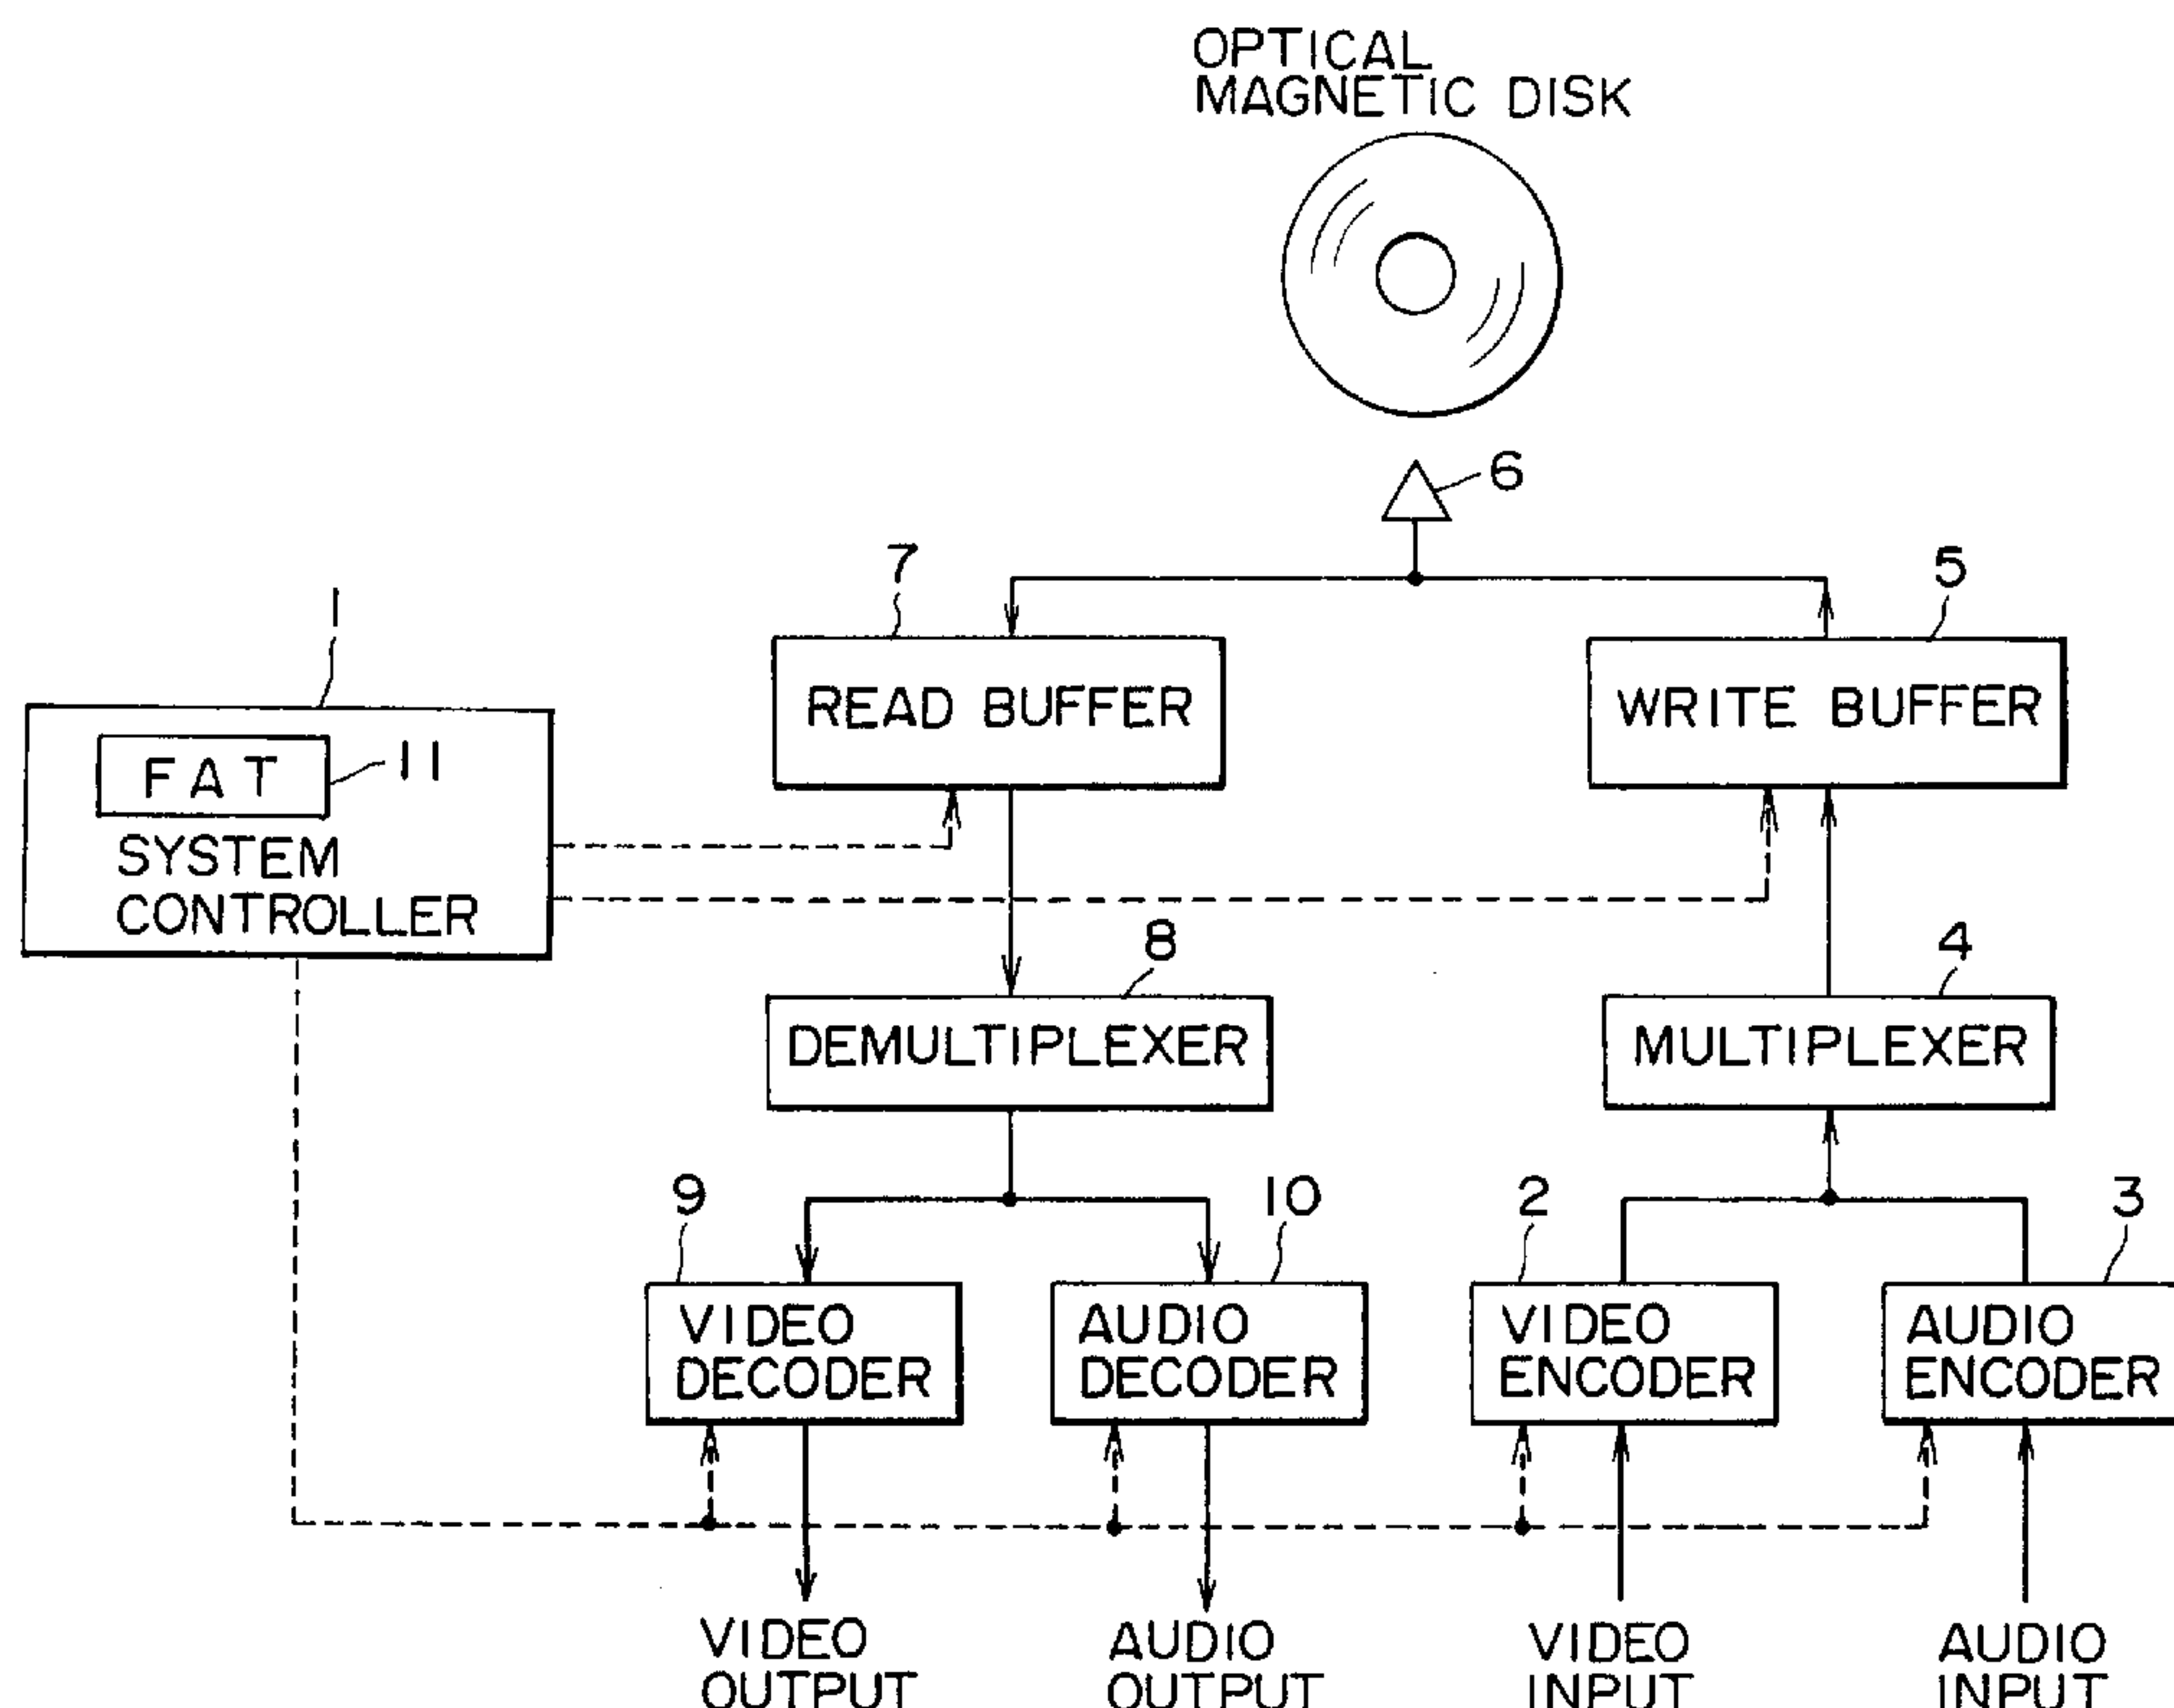 OPTICAL
MAGNETIC DISK
6
7
5
1
READ BUFFER
WRITE BUFFER
FAT
11
SYSTEM
CONTROLLER
8
4
DEMULTIPLEXER
MULTIPLEXER
9
10
2
3
VIDEO
DECODER
AUDIO
DECODER
VIDEO
ENCODER
AUDIO
ENCODER
VIDEO
OUTPUT
AUDIO
OUTPUT
VIDEO
INPUT
AUDIO
INPUT